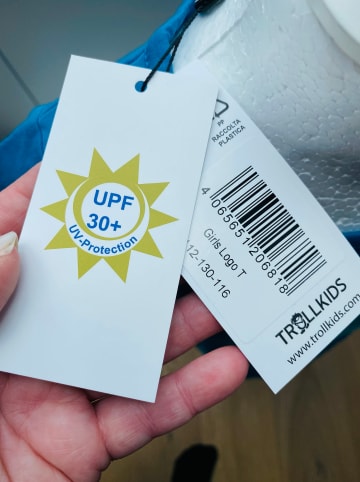 UPF
30+
UV-Protection
PP
RACCOLTA
PLASTICA
4 065651 206818
Girls Logo T
12-130-116
TROLLKIDS
www.trollkids.com